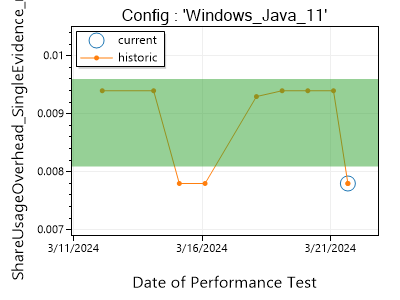 Config : 'Windows_Java_11'
ShareUsageOverhead_SingleEvidence_
current
historic
0.01
0.009
0.008
0.007
3/11/2024
3/16/2024
3/21/2024
Date of Performance Test